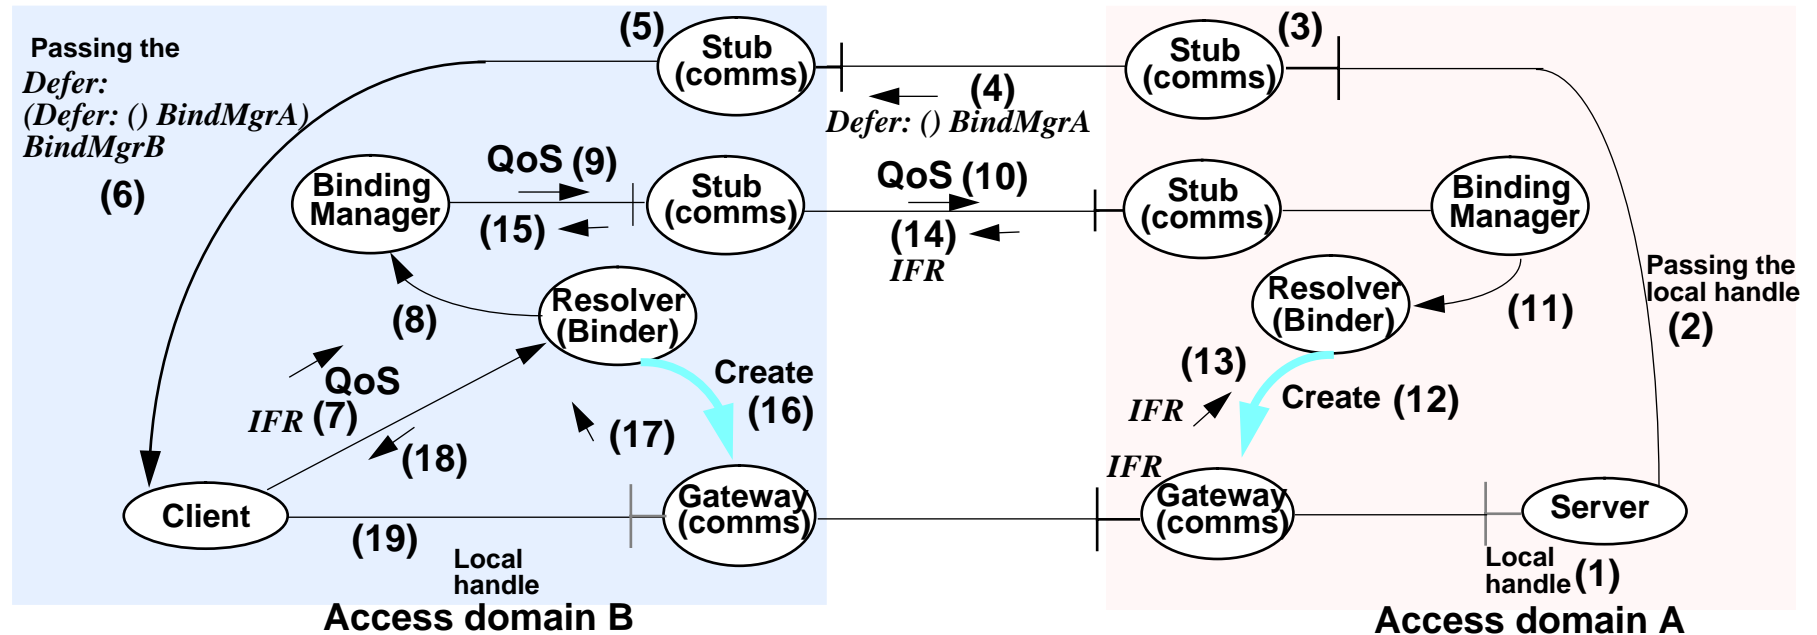 Passing the
Defer:
(Defer: () BindMgrA)
BindMgrB
(6)
(5)
Stub
(comms)
(4)
Defer: () BindMgrA
Stub
(comms)
(3)
Binding
Manager
QoS (9)
(15)
Stub
(comms)
QoS (10)
(14)
IFR
Stub
(comms)
Binding
Manager
Passing the
local handle
(2)
(8)
Resolver
(Binder)
Resolver
(Binder)
(11)
QoS
IFR (7)
(18)
(17)
Create
(16)
(13)
IFR
Create (12)
Client
(19)
Local
handle
Gateway
(comms)
IFR
Gateway
(comms)
Server
Local
handle (1)
Access domain B
Access domain A